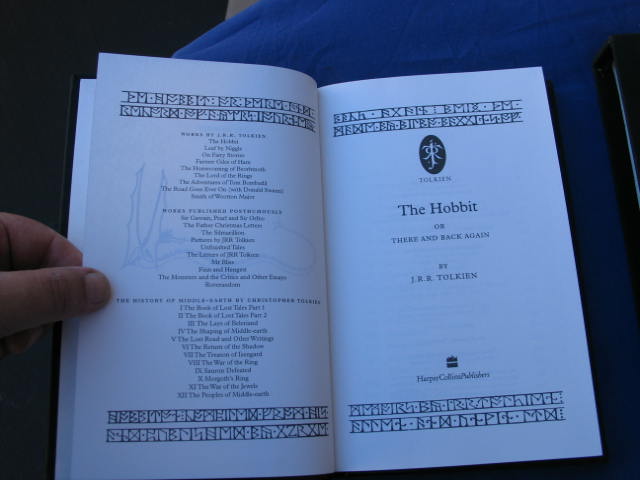 WORKS BY J.R.R. TOLKIEN
The Hobbit
Leaf by Niggle
On Fairy Stories
Farmer Giles of Ham
The Homecoming of Beorhtnoth
The Lord of the Rings
The Adventures of Tom Bombadil
The Road Goes Ever On (with Donald Swann)
Smith of Wootton Major
WORKS PUBLISHED POSTHUMOUSLY
Sir Gawain, Pearl and Sir Orfeo
The Father Christmas Letters
The Silmarillion
Pictures by JRR Tolkien
Unfinished Tales
The Letters of JRR Tolkien
Mr Bliss
Finn and Hengest
The Monsters and the Critics and Other Essays
Roverandom
THE HISTORY OF MIDDLE-EARTH BY CHRISTOPHER TOLKIEN
I The Book of Lost Tales Part 1
II The Book of Lost Tales Part 2
III The Lays of Beleriand
IV The Shaping of Middle-earth
V The Lost Road and Other Writings
VI The Return of the Shadow
VII The Treason of Isengard
VIII The War of the Ring
IX Sauron Defeated
X Morgoth's Ring
XI The War of the Jewels
XII The Peoples of Middle-earth
TOLKIEN
The Hobbit
OR
THERE AND BACK AGAIN
BY
J.R.R. TOLKIEN
HarperCollinsPublishers